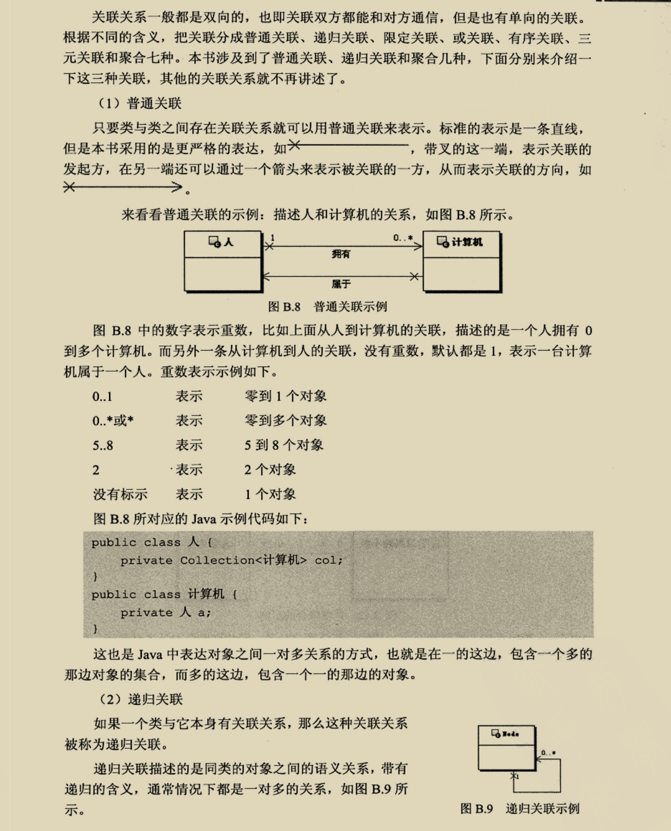 关联关系一般都是双向的，也即关联双方都能和对方通信，但是也有单向的关联。
根据不同的含义，把关联分成普通关联、递归关联、限定关联、或关联、有序关联、三
元关联和聚合七种。本书涉及到了普通关联、递归关联和聚合几种，下面分别来介绍一
下这三种关联，其他的关联关系就不再讲述了。
（1）普通关联
只要类与类之间存在关联关系就可以用普通关联来表示。标准的表示是一条直线，
但是本书采用的是更严格的表达，如，带叉的这一端，表示关联的
发起方，在另一端还可以通过一个箭头来表示被关联的一方，从而表示关联的方向，如
。
来看看普通关联的示例：描述人和计算机的关系，如图 B.8 所示。
人 1 0..* 计算机
拥有
属于
图 B.8 普通关联示例
图 B.8 中的数字表示重数，比如上面从人到计算机的关联，描述的是一个人拥有 0
到多个计算机。而另外一条从计算机到人的关联，没有重数，默认都是 1，表示一台计算
机属于一个人。重数表示示例如下。
0..1 表示 零到 1 个对象
0..*或* 表示 零到多个对象
5..8 表示 5 到 8 个对象
2 表示 2 个对象
没有标示 表示 1 个对象
图 B.8 所对应的 Java 示例代码如下：
public class 人 {
private Collection<计算机> col;
}
public class 计算机 {
private 人 a;
}
这也是 Java 中表达对象之间一对多关系的方式，也就是在一的这边，包含一个多的
那边对象的集合，而多的这边，包含一个一的那边的对象。
（2）递归关联
如果一个类与它本身有关联关系，那么这种关联关系
被称为递归关联。
递归关联描述的是同类的对象之间的语义关系，带有
递归的含义，通常情况下都是一对多的关系，如图 B.9 所
示。
Node
0..*
1
图 B.9 递归关联示例